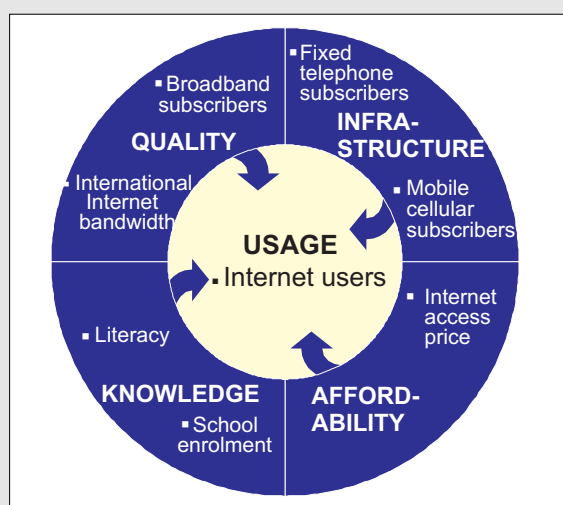 ▪ Broadband
subscribers
QUALITY
▪ International
Internet
bandwidth
▪ Fixed
telephone
subscribers
INFRA-
STRUCTURE
▪ Mobile
cellular
subscribers
USAGE
▪ Internet users
▪ Literacy
KNOWLEDGE
▪ School
enrolment
▪ Internet
access
price
AFFORD-
ABILITY